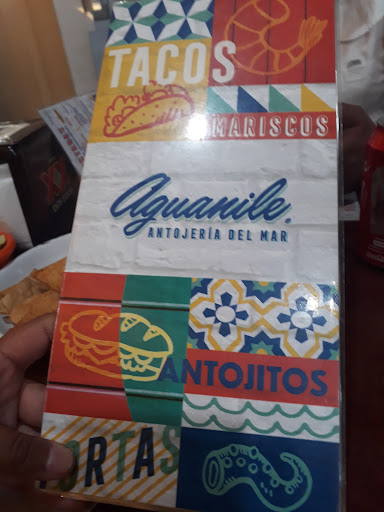 TACOS
MARISCOS
Aguanile.
ANTOJERÍA DEL MAR
ANTOJITOS
TORTAS